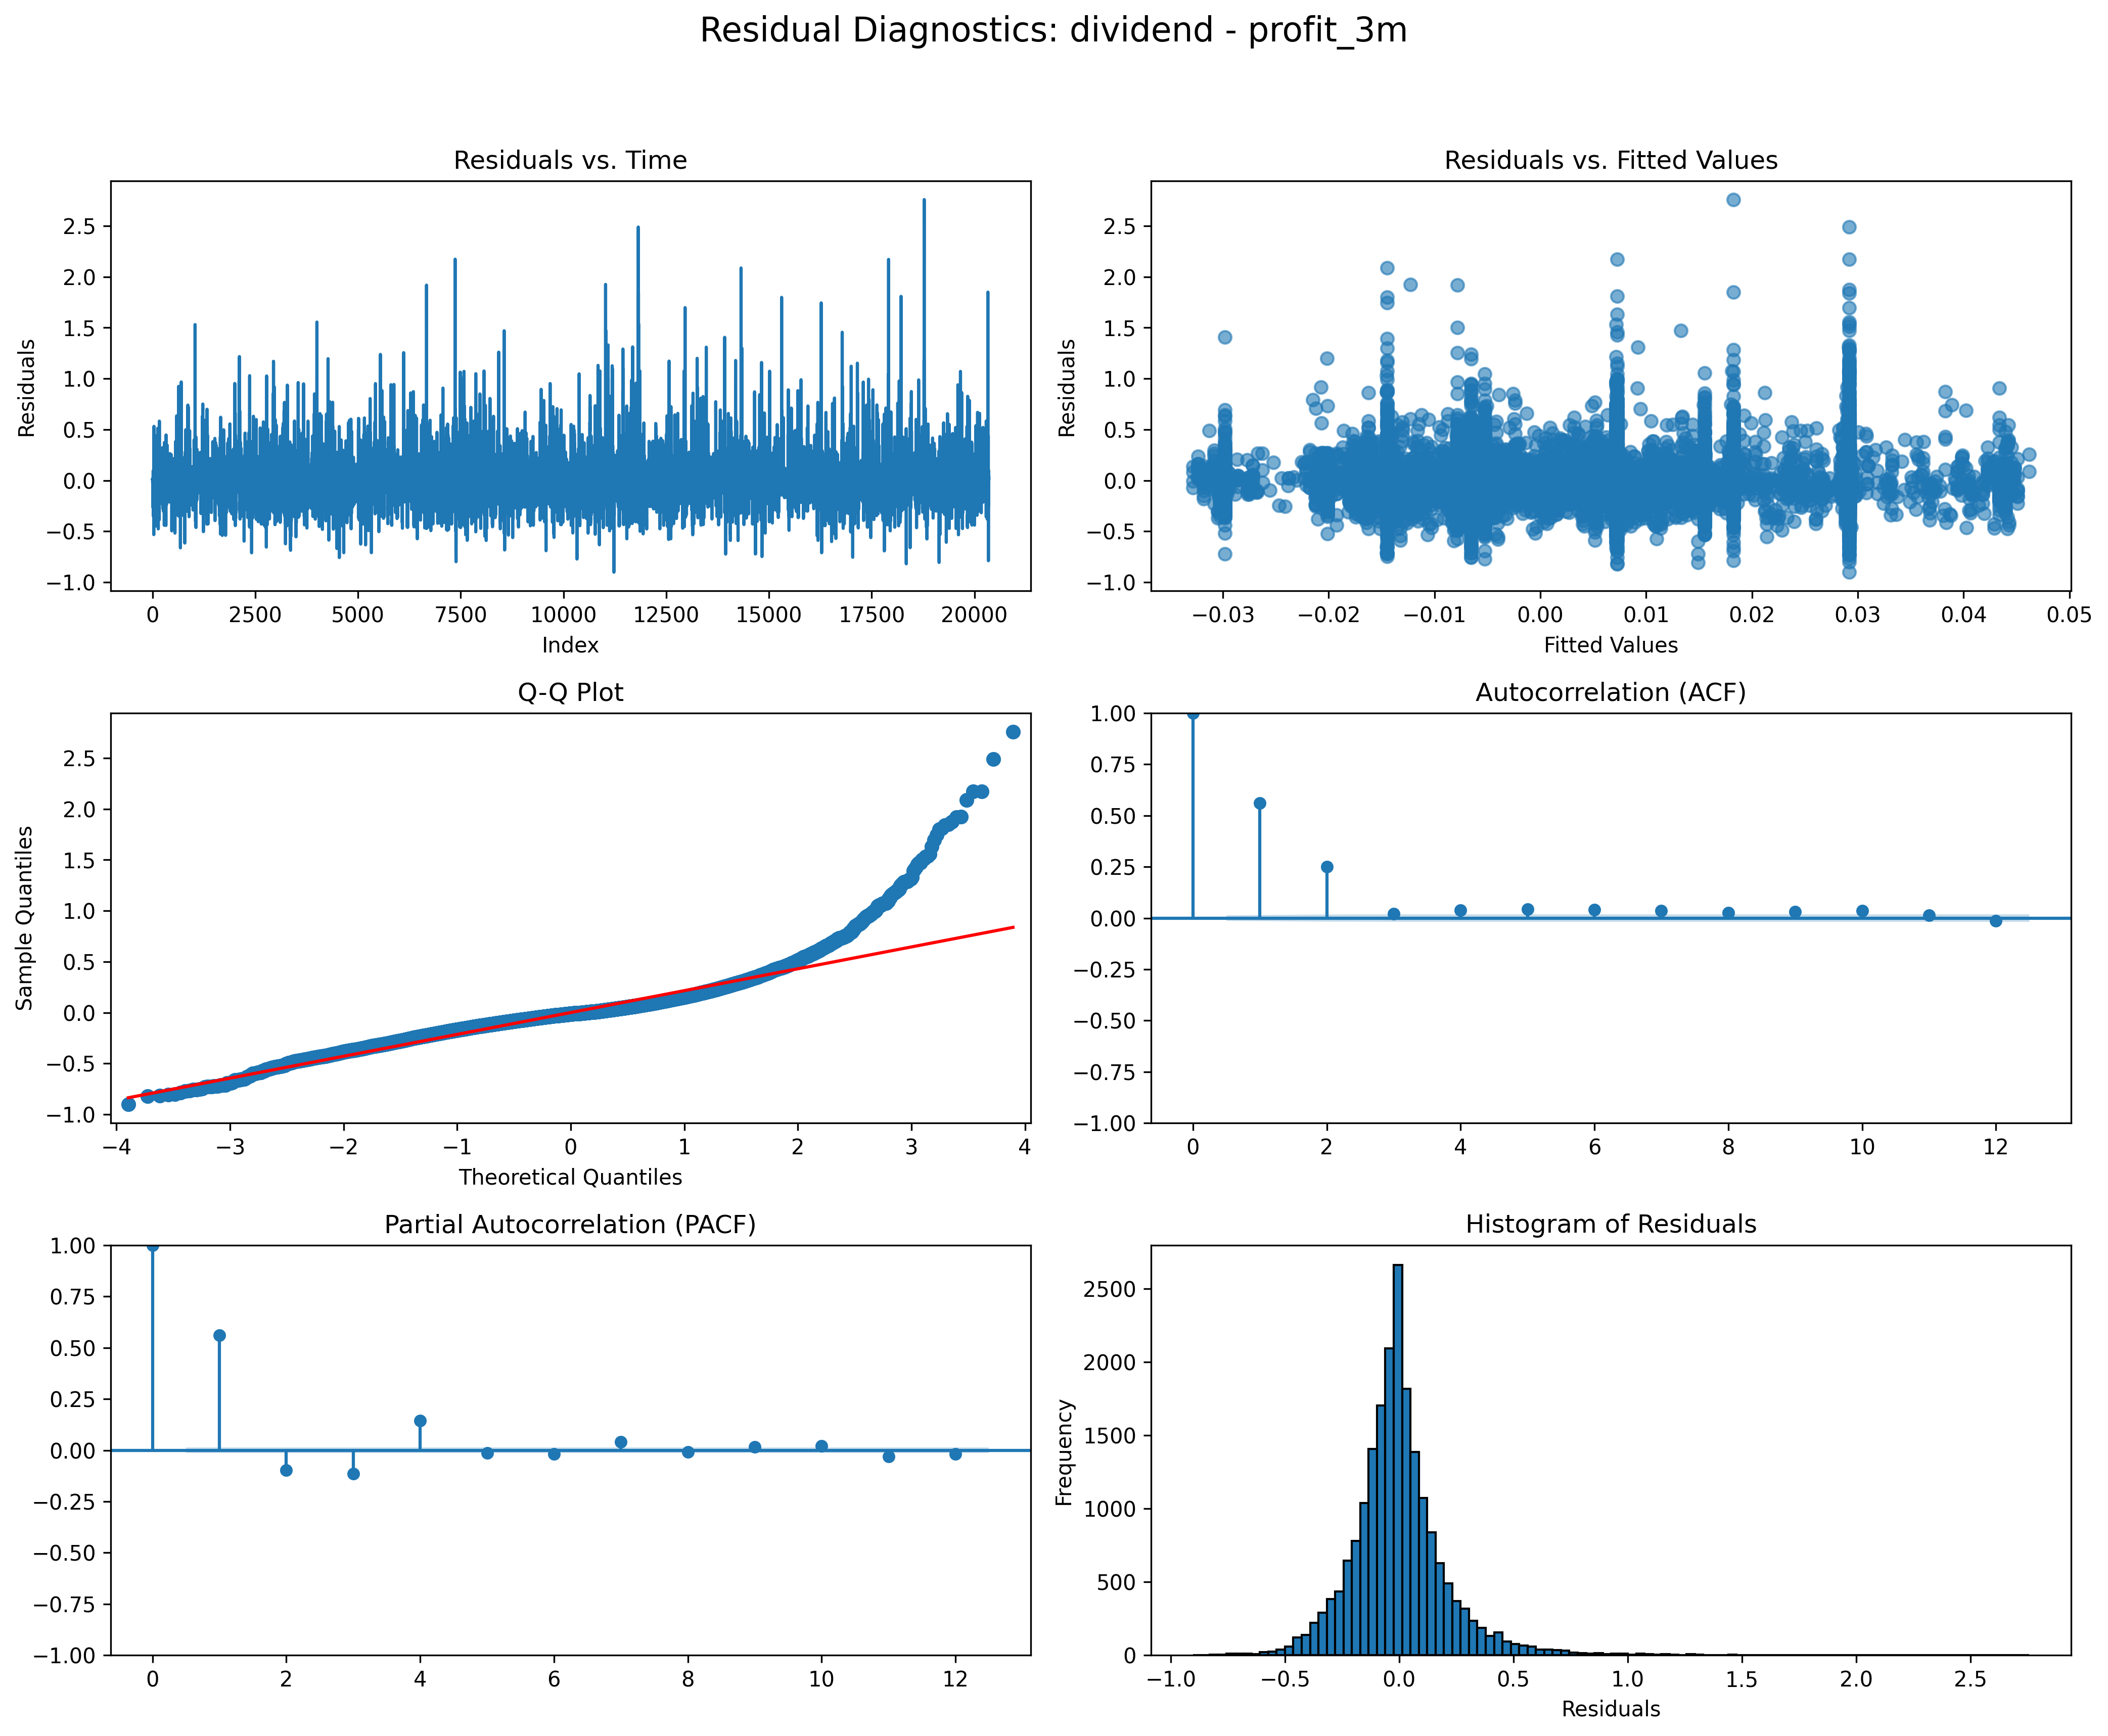 Residual Diagnostics: dividend - profit_3m
Residuals vs. Time
Residuals
2.5
2.0
1.5
1.0
0.5
0.0
−0.5
−1.0
0 2500 5000 7500 10000 12500 15000 17500 20000
Index
Residuals vs. Fitted Values
Residuals
2.5
2.0
1.5
1.0
0.5
0.0
−0.5
−1.0
−0.03 −0.02 −0.01 0.00 0.01 0.02 0.03 0.04 0.05
Fitted Values
Q-Q Plot
Sample Quantiles
2.5
2.0
1.5
1.0
0.5
0.0
−0.5
−1.0
−4 −3 −2 −1 0 1 2 3 4
Theoretical Quantiles
Autocorrelation (ACF)
1.00
0.75
0.50
0.25
0.00
−0.25
−0.50
−0.75
−1.00
0 2 4 6 8 10 12
Partial Autocorrelation (PACF)
1.00
0.75
0.50
0.25
0.00
−0.25
−0.50
−0.75
−1.00
0 2 4 6 8 10 12
Histogram of Residuals
Frequency
2500
2000
1500
1000
500
0
−1.0 −0.5 0.0 0.5 1.0 1.5 2.0 2.5
Residuals